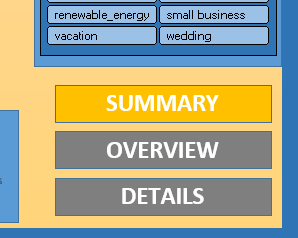 renewable_energy small business
vacation wedding
SUMMARY
OVERVIEW
DETAILS